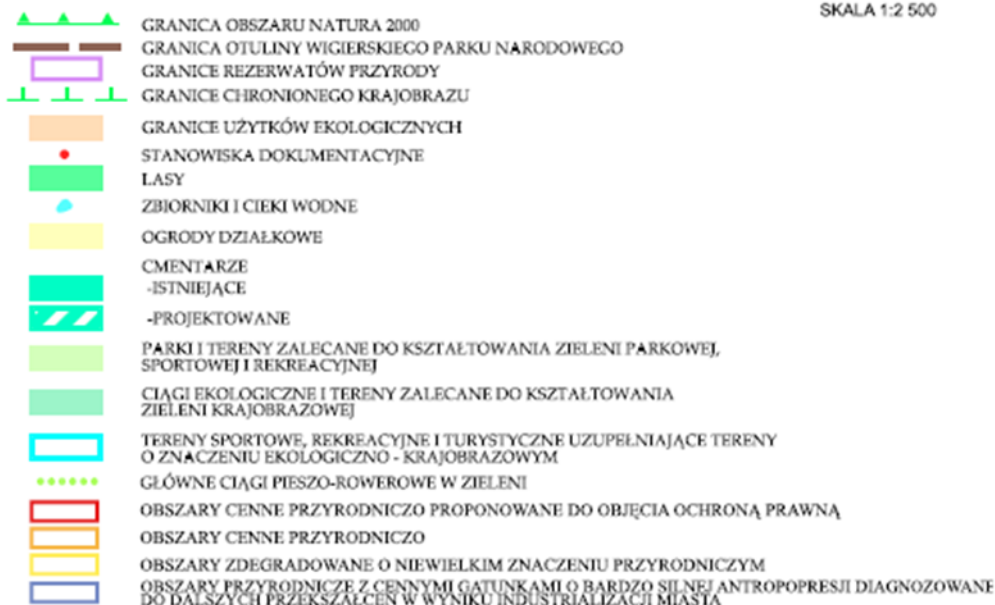 SKALA 1:2 500
GRANICA OBSZARU NATURA 2000
GRANICA OTULINY WIGIERSKIEGO PARKU NARODOWEGO
GRANICE REZERWATÓW PRZYRODY
GRANICE CHRONIONEGO KRAJOBRAZU
GRANICE UŻYTKÓW EKOLOGICZNYCH
STANOWISKA DOKUMENTACYJNE
LASY
ZBIORNIKI I CIEKI WODNE
OGRODY DZIAŁKOWE
CMENTARZE
-ISTNIEJĄCE
-PROJEKTOWANE
PARKI I TERENY ZALECANE DO KSZTAŁTOWANIA ZIELENI PARKOWEJ,
SPORTOWEJ I REKREACYJNEJ
CIĄGI EKOLOGICZNE I TERENY ZALECANE DO KSZTAŁTOWANIA
ZIELENI KRAJOBRAZOWEJ
TERENY SPORTOWE, REKREACYJNE I TURYSTYCZNE UZUPEŁNIAJĄCE TERENY
O ZNACZENIU EKOLOGICZNO - KRAJOBRAZOWYM
GŁÓWNE CIĄGI PIESZO-ROWEROWE W ZIELENI
OBSZARY CENNE PRZYRODNICZO PROPONOWANE DO OBJĘCIA OCHRONĄ PRAWNĄ
OBSZARY CENNE PRZYRODNICZO
OBSZARY ZDEGRADOWANE O NIEWIELKIM ZNACZENIU PRZYRODNICZYM
OBSZARY PRZYRODNICZE Z CENNYMI GATUNKAMI O BARDZO SILNEJ ANTROPOPRESJI DIAGNOZOWANE
DO DALSZYCH PRZEKSZAŁCEŃ W WYNIKU INDUSTRIALIZACJI MIASTA